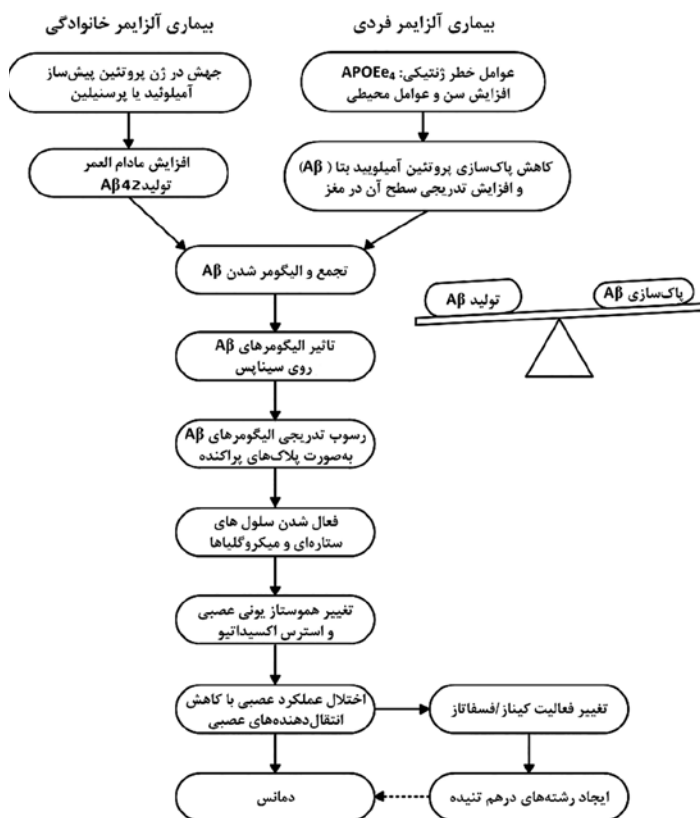 بیماری آلزایمر خانوادگی
بیماری آلزایمر فردی
جهش در ژن پروتئین پیش‌ساز
آمیلوئید یا پرسنیلین
عوامل خطر ژنتیکی: APOEe₄
افزایش سن و عوامل محیطی
افزایش مادام العمر
تولید Aβ42
کاهش پاک‌سازی پروتئین آمیلویید بتا (Aβ)
و افزایش تدریجی سطح آن در مغز
تجمع و الیگومر شدن Aβ
تولید Aβ
پاک‌سازی Aβ
تاثیر الیگومرهای Aβ
روی سیناپس
رسوب تدریجی الیگومرهای Aβ
به‌صورت پلاک‌های پراکنده
فعال شدن سلول های
ستاره‌ای و میکروگلیاها
تغییر هموستاز یونی عصبی
و استرس اکسیداتیو
اختلال عملکرد عصبی با کاهش
انتقال‌دهنده‌های عصبی
تغییر فعالیت کیناز/فسفاتاز
دمانس
ایجاد رشته‌های درهم تنیده